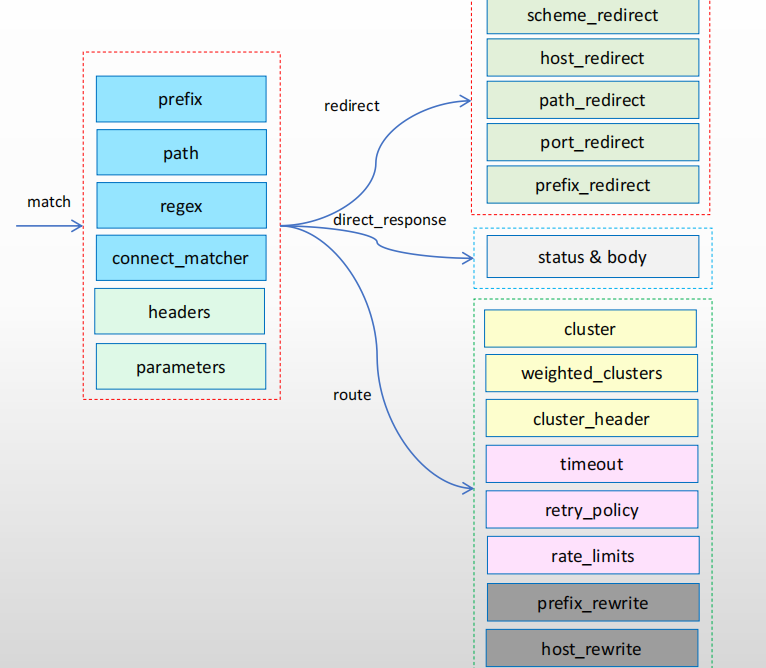 match
prefix
path
regex
connect_matcher
headers
parameters
redirect
direct_response
route
scheme_redirect
host_redirect
path_redirect
port_redirect
prefix_redirect
status & body
cluster
weighted_clusters
cluster_header
timeout
retry_policy
rate_limits
prefix_rewrite
host_rewrite